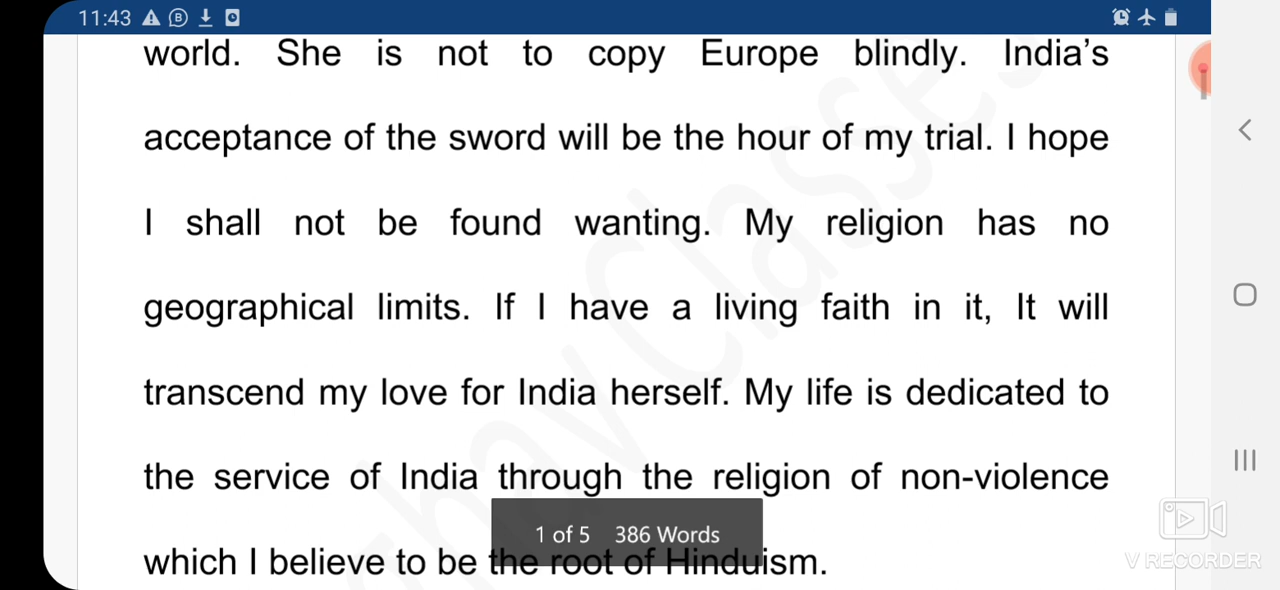 11:43
world. She is not to copy Europe blindly. India's
acceptance of the sword will be the hour of my trial. I hope
I shall not be found wanting. My religion has no
geographical limits. If I have a living faith in it, It will
transcend my love for India herself. My life is dedicated to
the service of India through the religion of non-violence
1 of 5 386 Words
which I believe to be the root of Hinduism.
V RECORDER